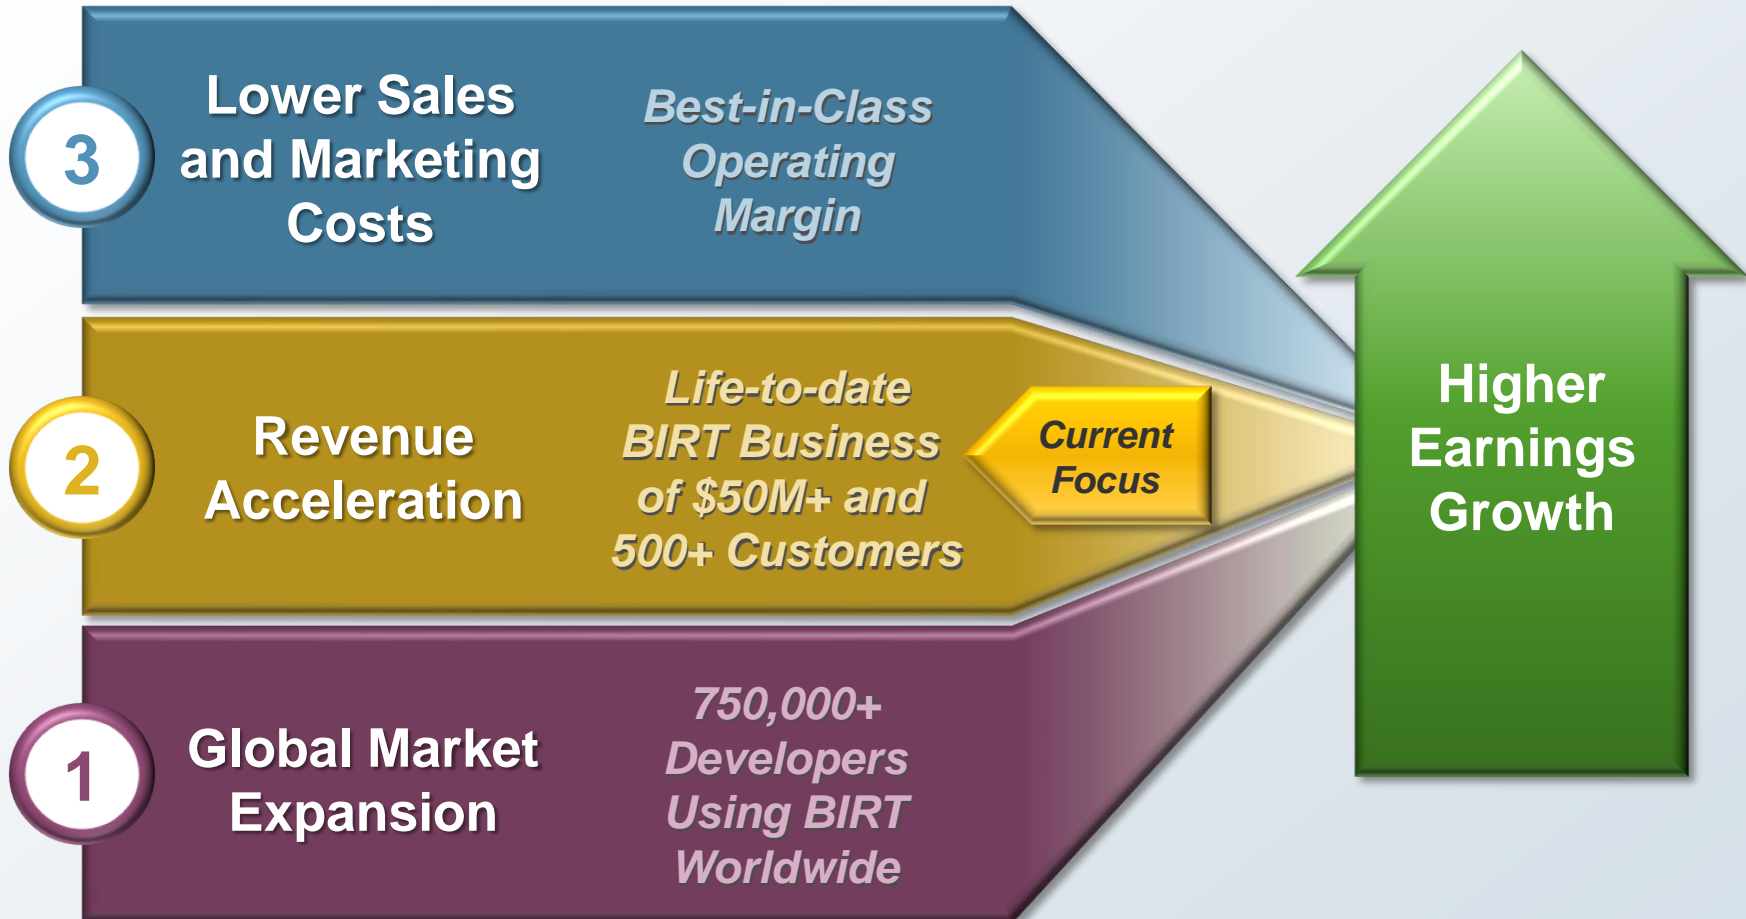 3
Lower Sales
and Marketing
Costs
Best-in-Class
Operating
Margin
2
Revenue
Acceleration
Life-to-date
BIRT Business
of $50M+ and
500+ Customers
Current
Focus
1
Global Market
Expansion
750,000+
Developers
Using BIRT
Worldwide
Higher
Earnings
Growth